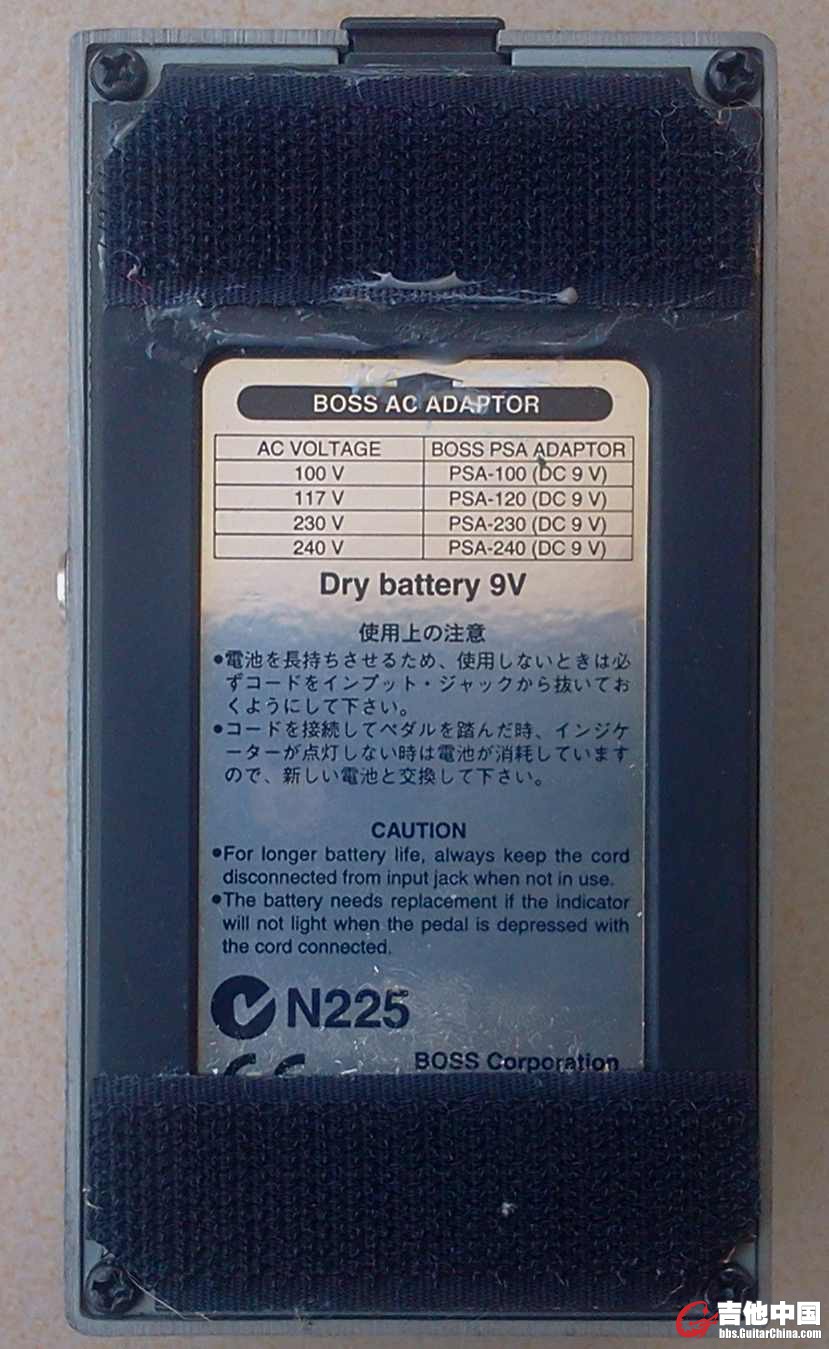 BOSS AC ADAPTOR
AC VOLTAGE BOSS PSA ADAPTOR
100 V PSA-100 (DC 9 V)
117 V PSA-120 (DC 9 V)
230 V PSA-230 (DC 9 V)
240 V PSA-240 (DC 9 V)
Dry battery 9V
使用上の注意
●電池を長持ちさせるため、使用しないときは必
ずコードをインプット・ジャックから抜いてお
くようにして下さい。
●コードを接続してペダルを踏んだ時、インジケ
ーターが点灯しない時は電池が消耗しています
ので、新しい電池と交換して下さい。
CAUTION
●For longer battery life, always keep the cord
disconnected from input jack when not in use.
●The battery needs replacement if the indicator
will not light when the pedal is depressed with
the cord connected.
N225
CE BOSS Corporation
吉他中国
bbs.GuitarChina.com